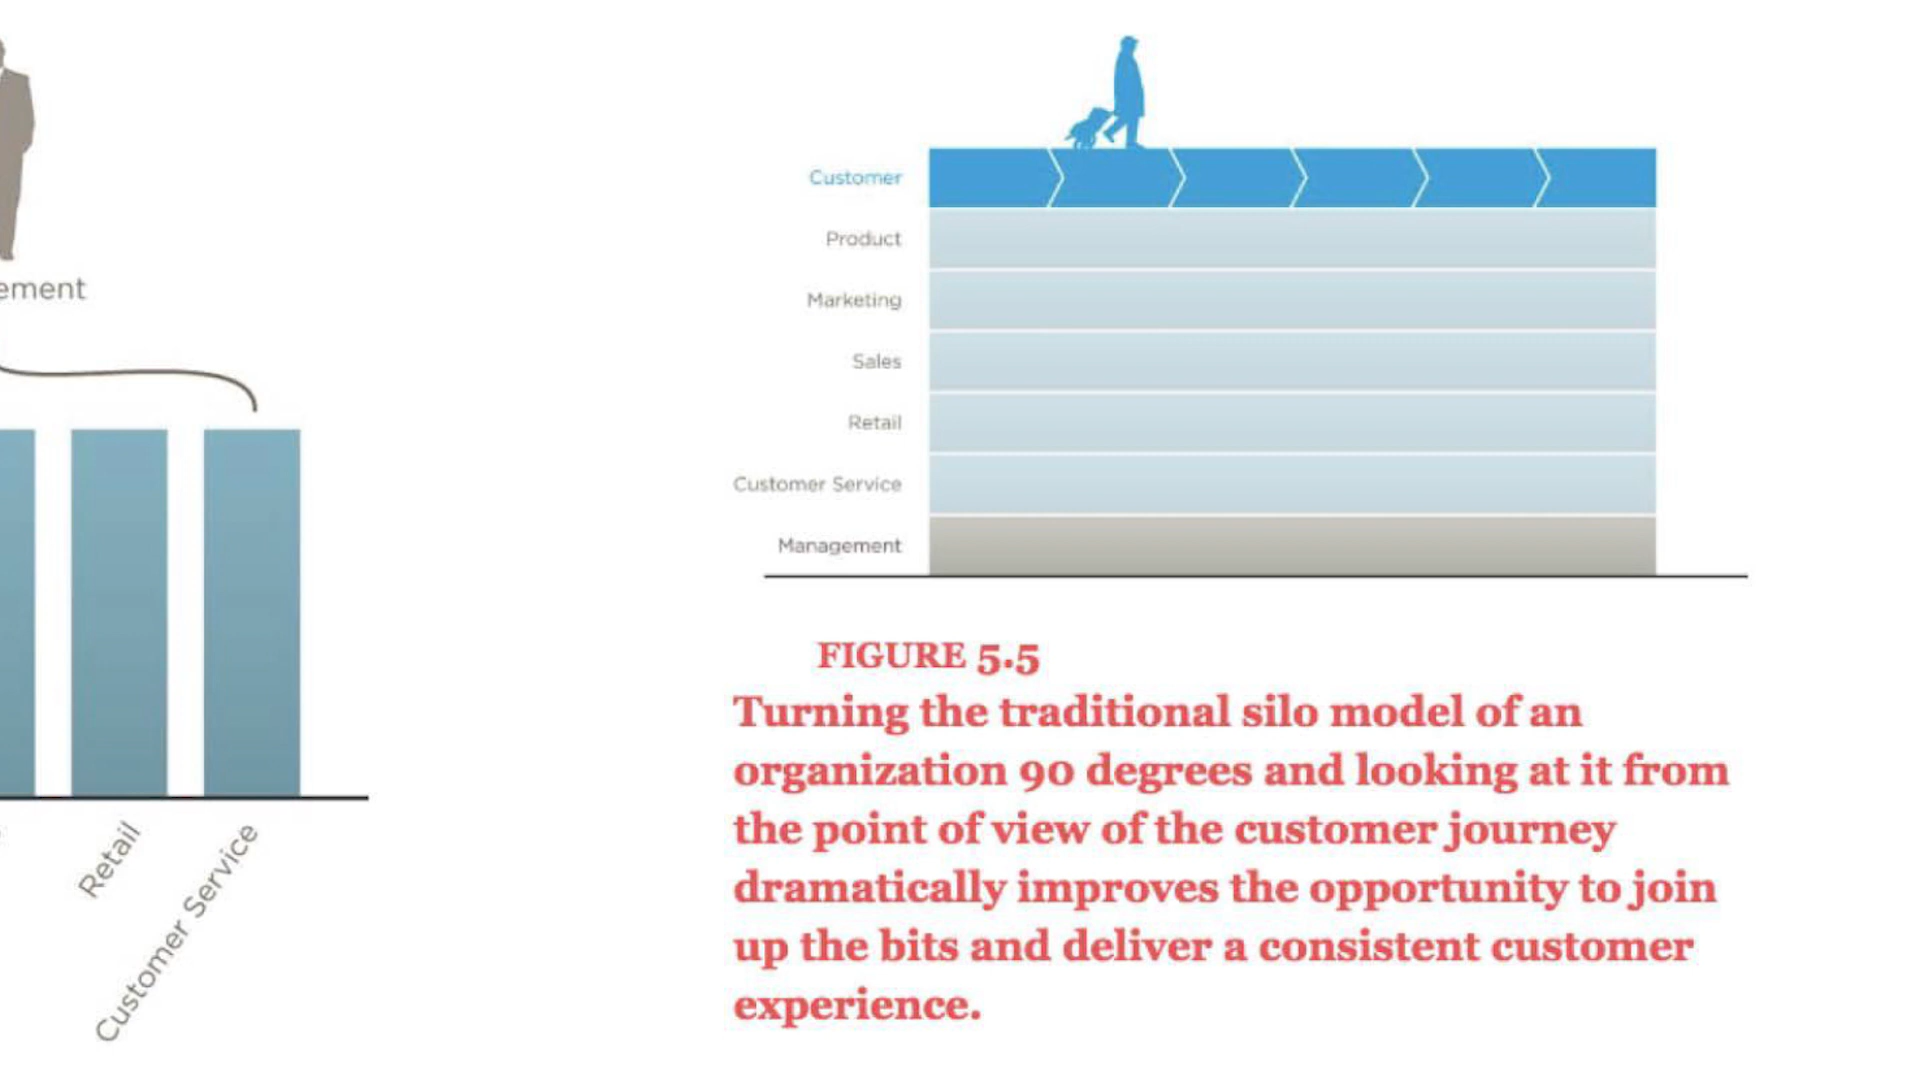 ement
Retail
Customer Service
Customer
Product
Marketing
Sales
Retail
Customer Service
Management
FIGURE 5.5
Turning the traditional silo model of an
organization 90 degrees and looking at it from
the point of view of the customer journey
dramatically improves the opportunity to join
up the bits and deliver a consistent customer
experience.